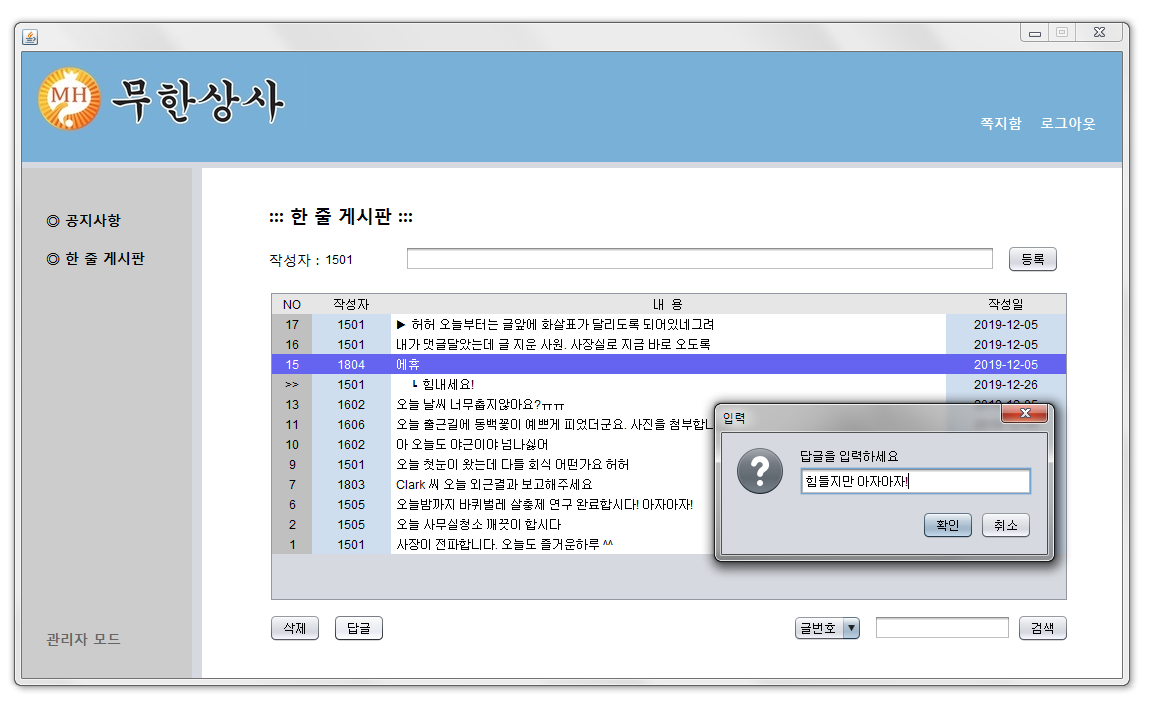 MH 무한상사
쪽지함 로그아웃
◎ 공지사항
◎ 한 줄 게시판
관리자 모드
::: 한 줄 게시판 :::
작성자 : 1501 등록
NO 작성자 내 용 작성일
17 1501 ▶ 허허 오늘부터는 글앞에 화살표가 달리도록 되어있네그려 2019-12-05
16 1501 내가 댓글달았는데 글 지운 사원. 사장실로 지금 바로 오도록 2019-12-05
15 1804 에휴 2019-12-05
>> 1501 ┗ 힘내세요! 2019-12-26
13 1602 오늘 날씨 너무춥지않아요?ㅠㅠ
11 1606 오늘 출근길에 동백꽃이 예쁘게 피었더군요. 사진을 첨부합니
10 1602 아 오늘도 야근이야 넘나싫어
9 1501 오늘 첫눈이 왔는데 다들 회식 어떤가요 허허
7 1803 Clark 씨 오늘 외근결과 보고해주세요
6 1505 오늘밤까지 바퀴벌레 살충제 연구 완료합시다! 아자아자!
2 1505 오늘 사무실청소 깨끗이 합시다
1 1501 사장이 전파합니다. 오늘도 즐거운하루 ^^
입력
답글을 입력하세요
힘들지만 아자아자!
확인 취소
삭제 답글 글번호 ▼ 검색